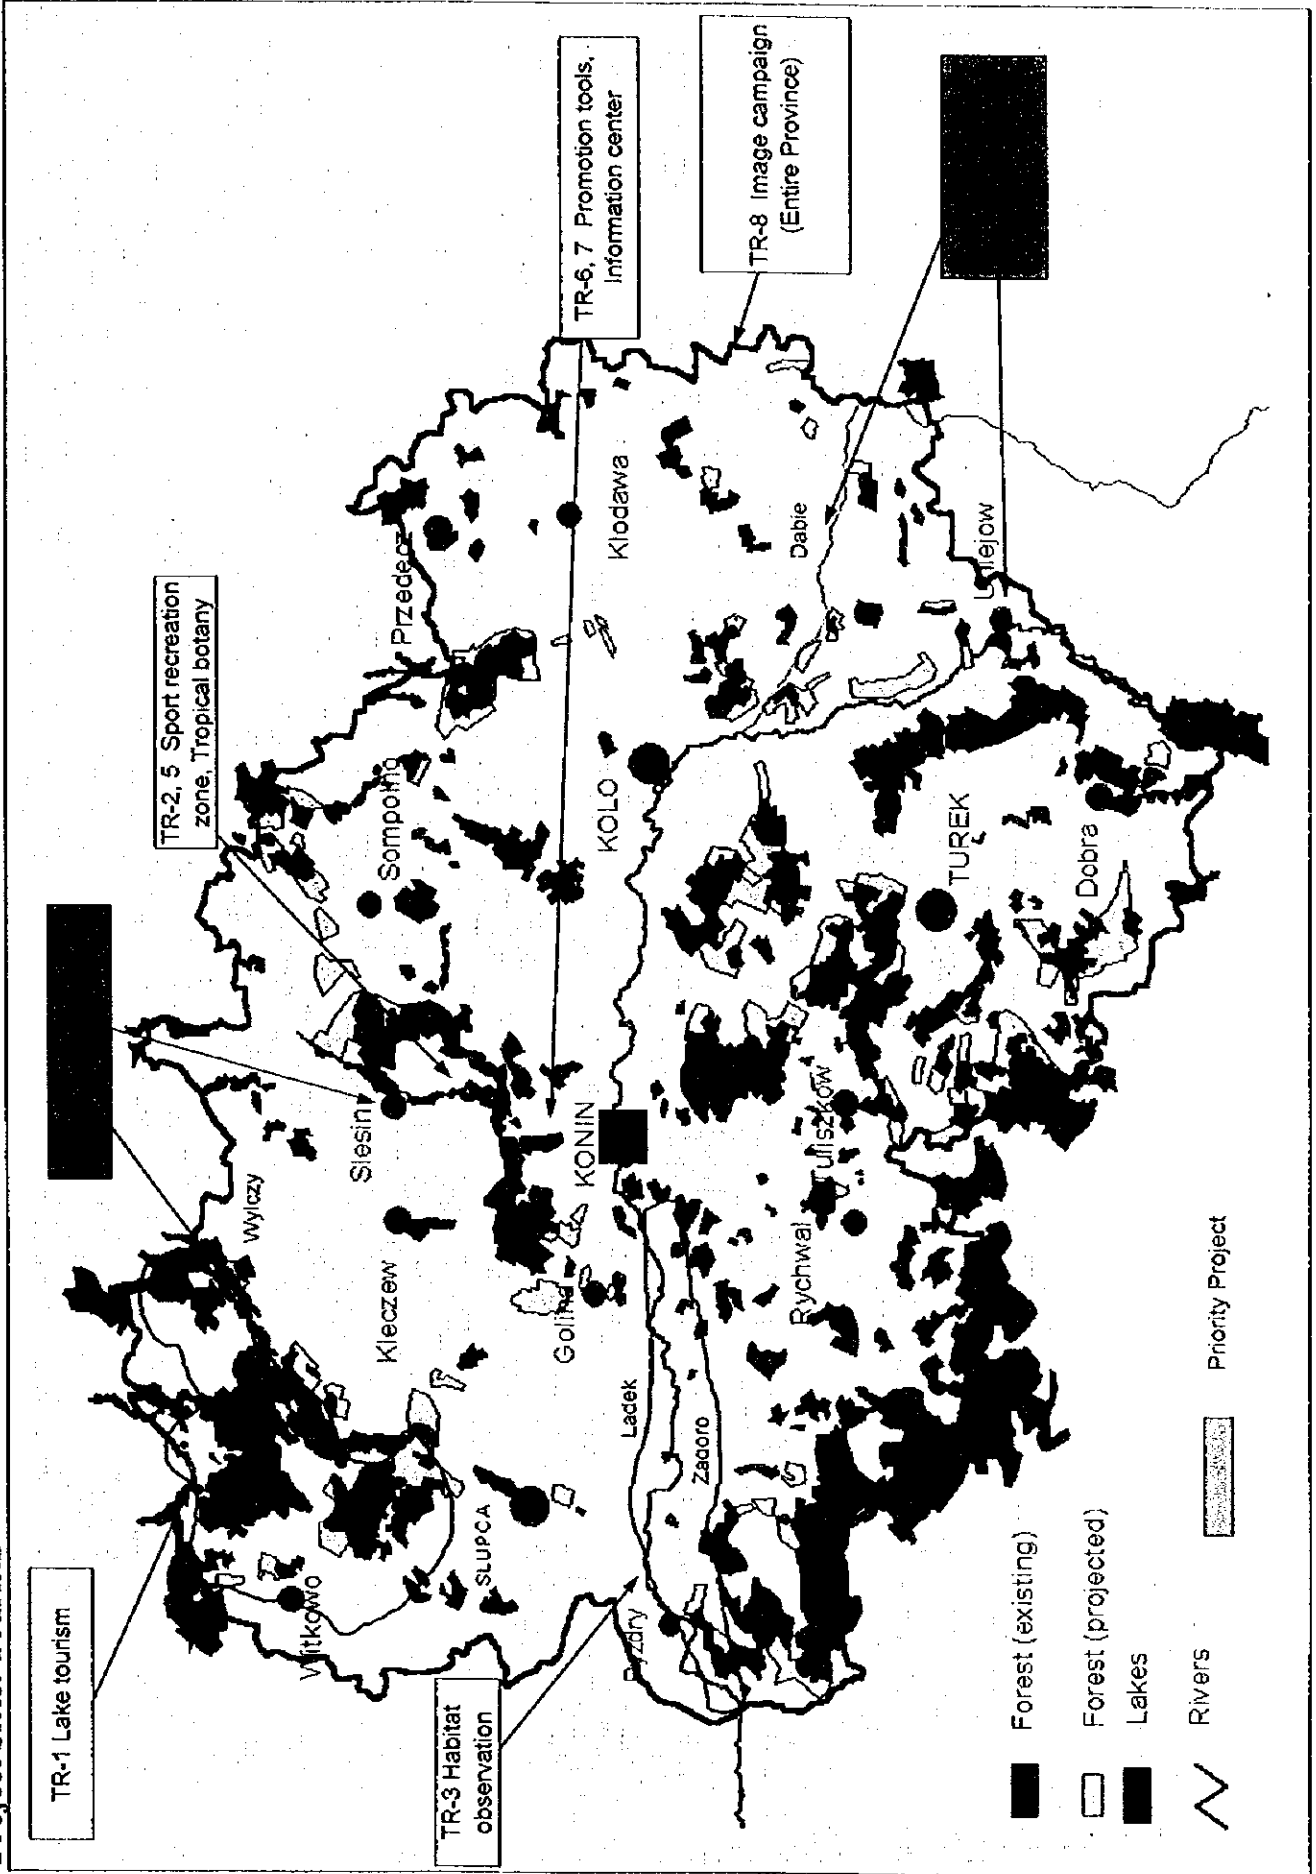 TR-1 Lake tourism
TR-2, 5 Sport recreation
zone, Tropical botany
TR-3 Habitat
observation
TR-6, 7 Promotion tools,
Information center
TR-8 Image campaign
(Entire Province)
Witkowo
SLUPCA
Kleczew
Wylczy
Slesin
Sompolno
Przedecz
Golina
KONIN
KOLO
Klodawa
Ladek
Zadoro
Pyzdry
Rychwal
Tuliszkow
TUREK
Dabie
Dobra
Forest (existing)
Forest (projected)
Lakes
Rivers
Priority Project